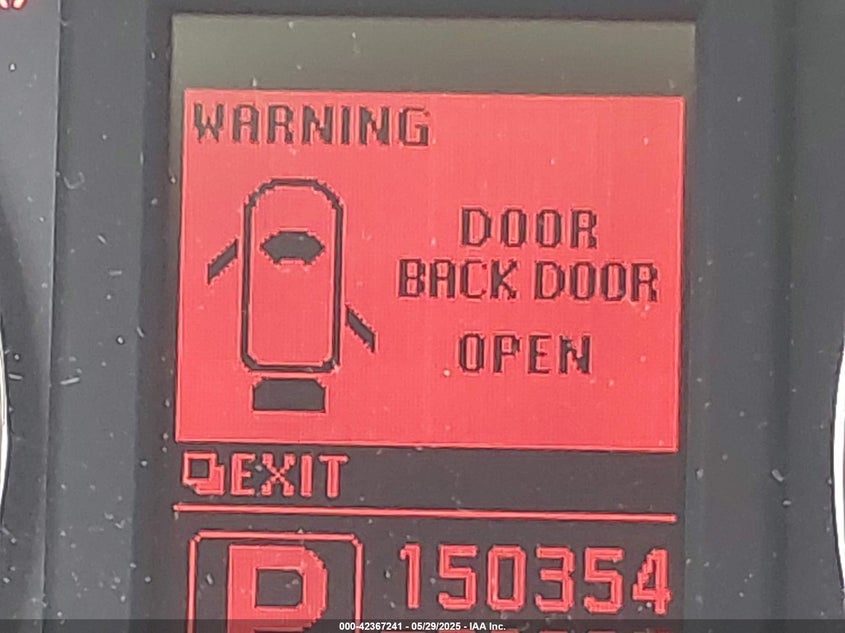 WARNING
DOOR
BACK DOOR
OPEN
EXIT
P 150354
000-42367241 - 05/29/2025 - IAA Inc.